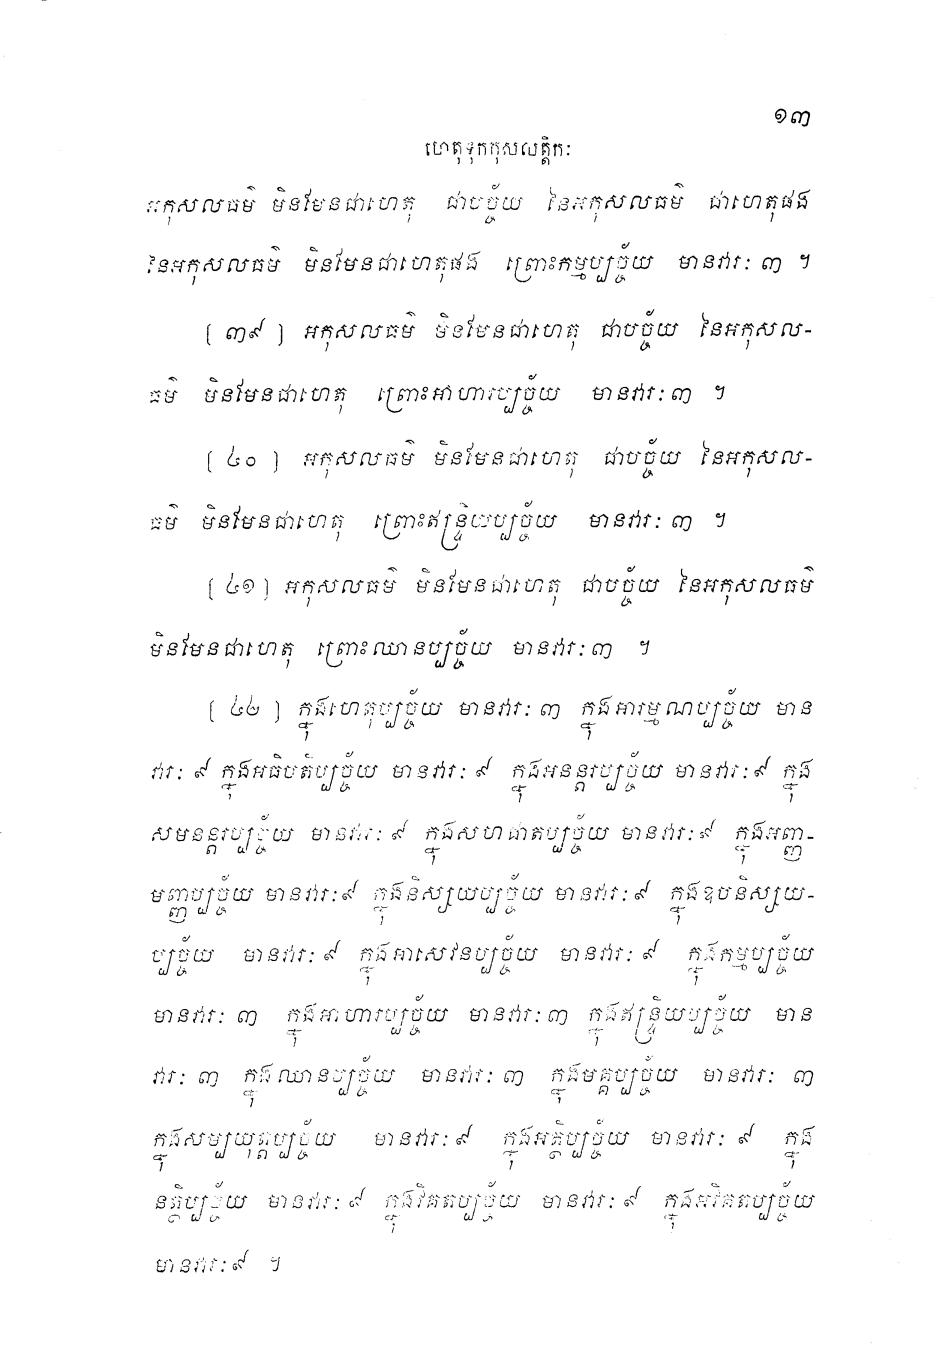 ១៣
ហេតុទុកកុសលត្តិកៈ
អកុសលធម៌ មិនមែនជាហេតុ ជាបច្ច័យ នៃអកុសលធម៌ ជាហេតុផង
នៃអកុសលធម៌ មិនមែនជាហេតុផង ព្រោះកម្មប្បច្ច័យ មានវារៈ ៣ ។
[ ៣៩ ] អកុសលធម៌ មិនមែនជាហេតុ ជាបច្ច័យ នៃអកុសល-
ធម៌ មិនមែនជាហេតុ ព្រោះអាហារប្បច្ច័យ មានវារៈ ៣ ។
[ ៤០ ] អកុសលធម៌ មិនមែនជាហេតុ ជាបច្ច័យ នៃអកុសល-
ធម៌ មិនមែនជាហេតុ ព្រោះឥន្ទ្រិយប្បច្ច័យ មានវារៈ ៣ ។
[ ៤១ ] អកុសលធម៌ មិនមែនជាហេតុ ជាបច្ច័យ នៃអកុសលធម៌
មិនមែនជាហេតុ ព្រោះឈានប្បច្ច័យ មានវារៈ ៣ ។
[ ៤២ ] ក្នុងហេតុប្បច្ច័យ មានវារៈ ៣ ក្នុងអារម្មណប្បច្ច័យ មាន
វារៈ ៩ ក្នុងអធិបតិប្បច្ច័យ មានវារៈ ៩ ក្នុងអនន្តរប្បច្ច័យ មានវារៈ ៩ ក្នុង
សមនន្តរប្បច្ច័យ មានវារៈ ៩ ក្នុងសហជាតប្បច្ច័យ មានវារៈ ៩ ក្នុងអញ្ញ-
មញ្ញប្បច្ច័យ មានវារៈ ៩ ក្នុងនិស្សយប្បច្ច័យ មានវារៈ ៩ ក្នុងឧបនិស្សយ-
ប្បច្ច័យ មានវារៈ ៩ ក្នុងអាសេវនប្បច្ច័យ មានវារៈ ៩ ក្នុងកម្មប្បច្ច័យ
មានវារៈ ៣ ក្នុងអាហារប្បច្ច័យ មានវារៈ ៣ ក្នុងឥន្ទ្រិយប្បច្ច័យ មាន
វារៈ ៣ ក្នុងឈានប្បច្ច័យ មានវារៈ ៣ ក្នុងមគ្គប្បច្ច័យ មានវារៈ ៣
ក្នុងសម្បយុត្តប្បច្ច័យ មានវារៈ ៩ ក្នុងអត្ថិប្បច្ច័យ មានវារៈ ៩ ក្នុង
នត្ថិប្បច្ច័យ មានវារៈ ៩ ក្នុងវិគតប្បច្ច័យ មានវារៈ ៩ ក្នុងអវិគតប្បច្ច័យ
មានវារៈ ៩ ។